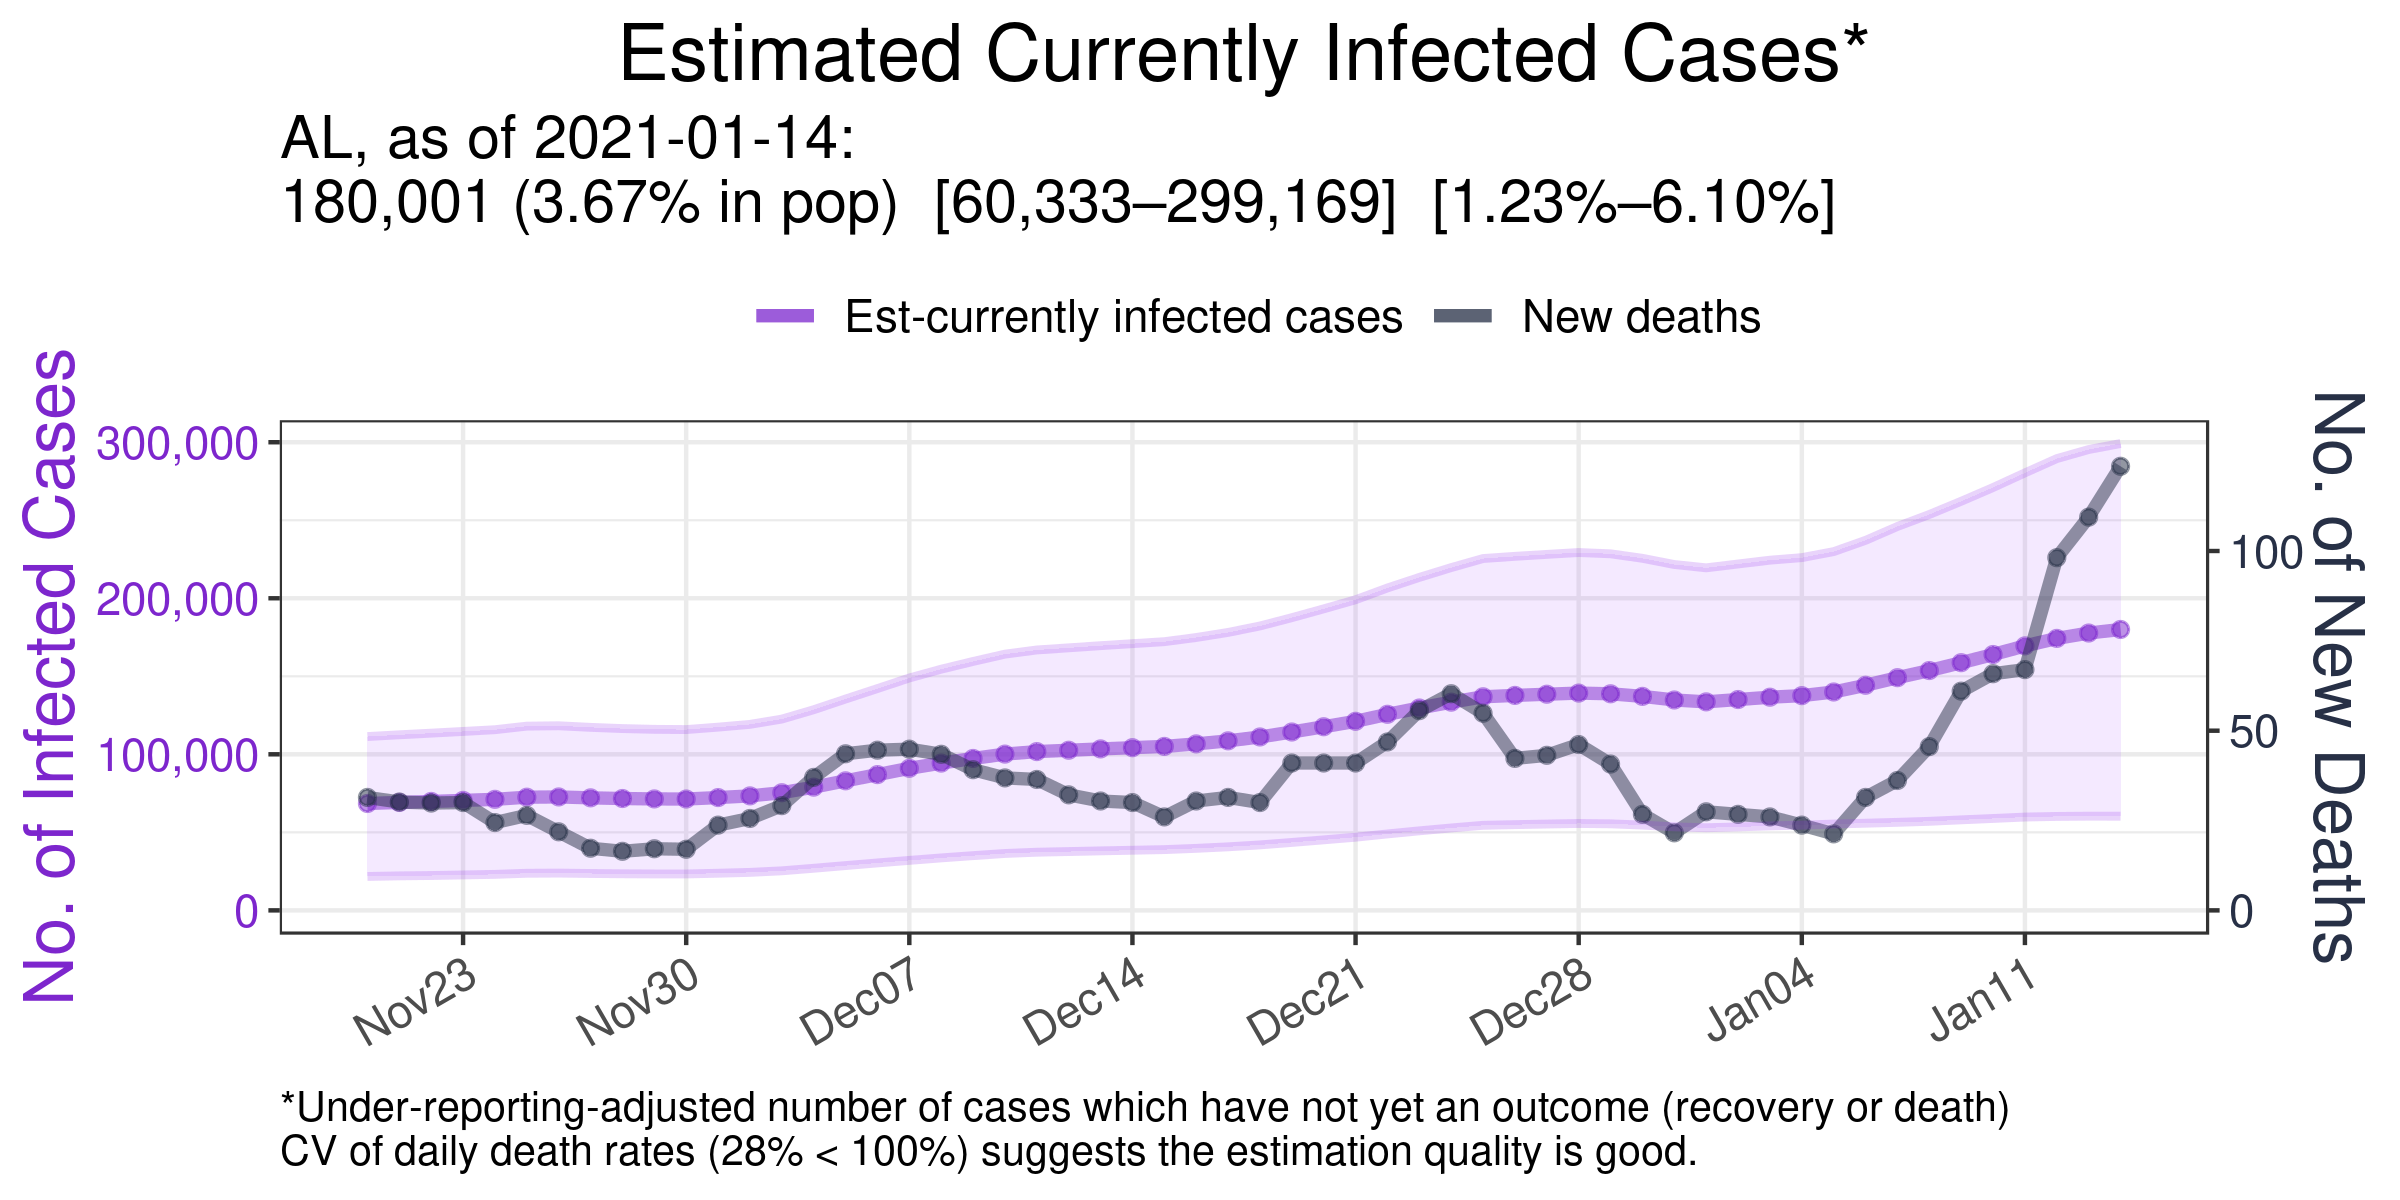 Estimated Currently Infected Cases*
AL, as of 2021-01-14:
180,001 (3.67% in pop)  [60,333–299,169]  [1.23%–6.10%]
Est-currently infected cases
New deaths
No. of Infected Cases
300,000
200,000
100,000
0
No. of New Deaths
100
50
0
Nov23
Nov30
Dec07
Dec14
Dec21
Dec28
Jan04
Jan11
*Under-reporting-adjusted number of cases which have not yet an outcome (recovery or death)
CV of daily death rates (28% < 100%) suggests the estimation quality is good.